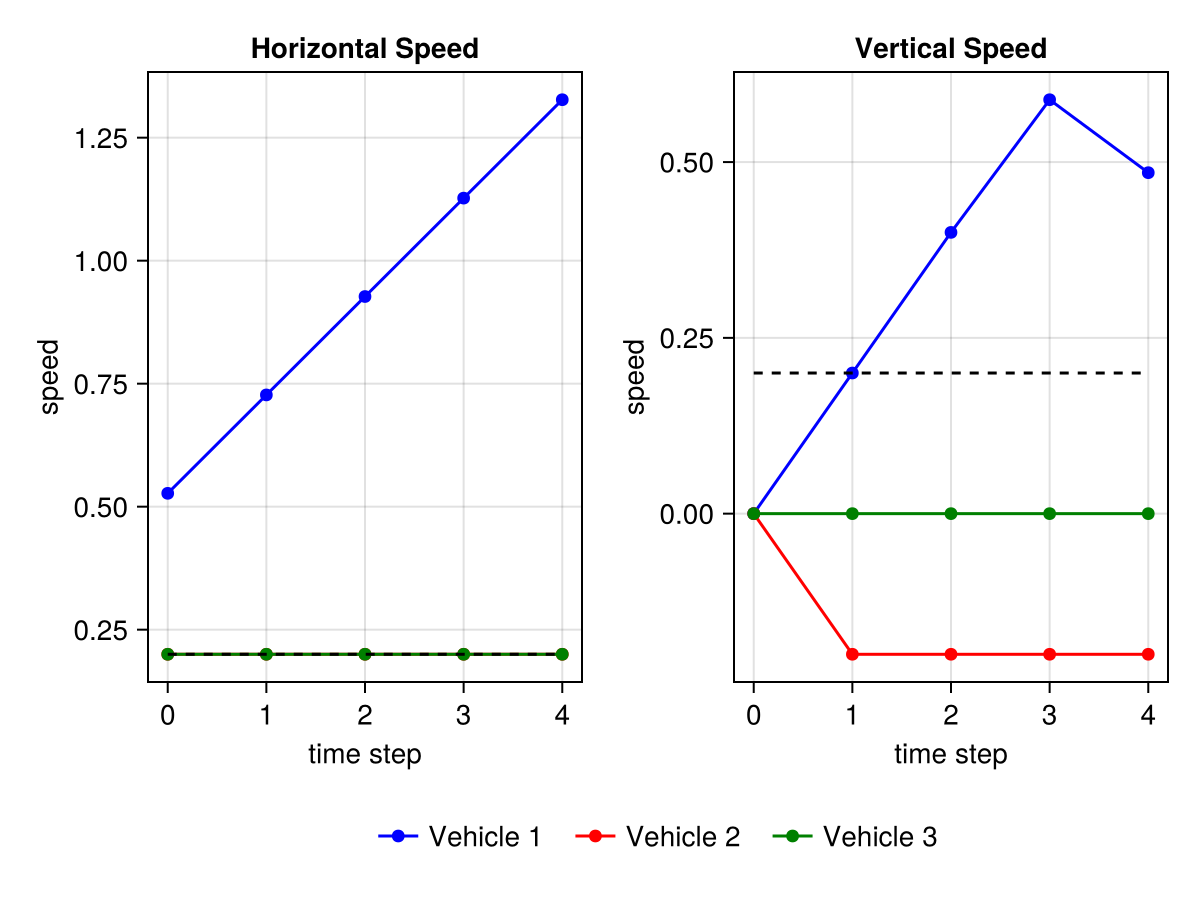 Horizontal Speed
1.25
1.00
0.75
0.50
0.25
speed
0 1 2 3 4
time step
Vertical Speed
0.50
0.25
0.00
speed
0 1 2 3 4
time step
Vehicle 1 Vehicle 2 Vehicle 3